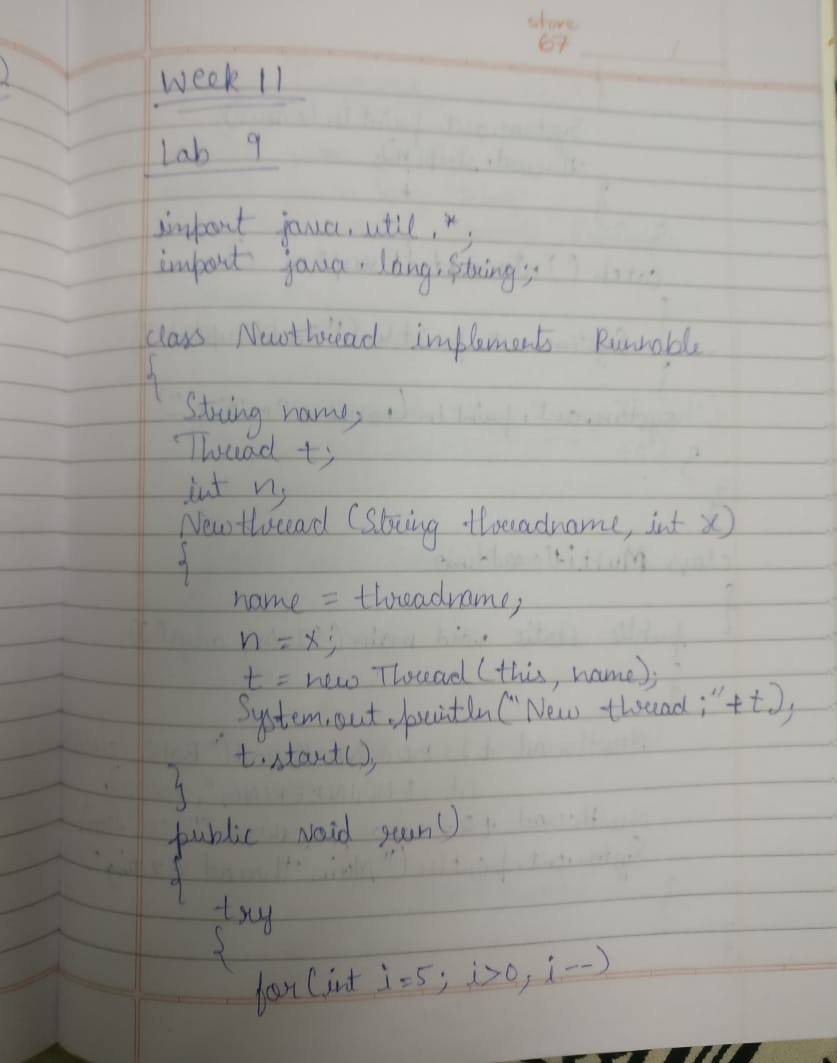 store
67
Week 11
Lab 9
import java.util.*;
import java.lang.String;
class Newthread implements Runnable
{
String name;
Thread t;
int n;
Newthread (String threadname, int x)
{
name = threadname;
n = x;
t = new Thread (this, name);
System.out.println("New thread ;" + t);
t.start();
}
public void run()
{
try
{
for (int i=5; i>0; i--)